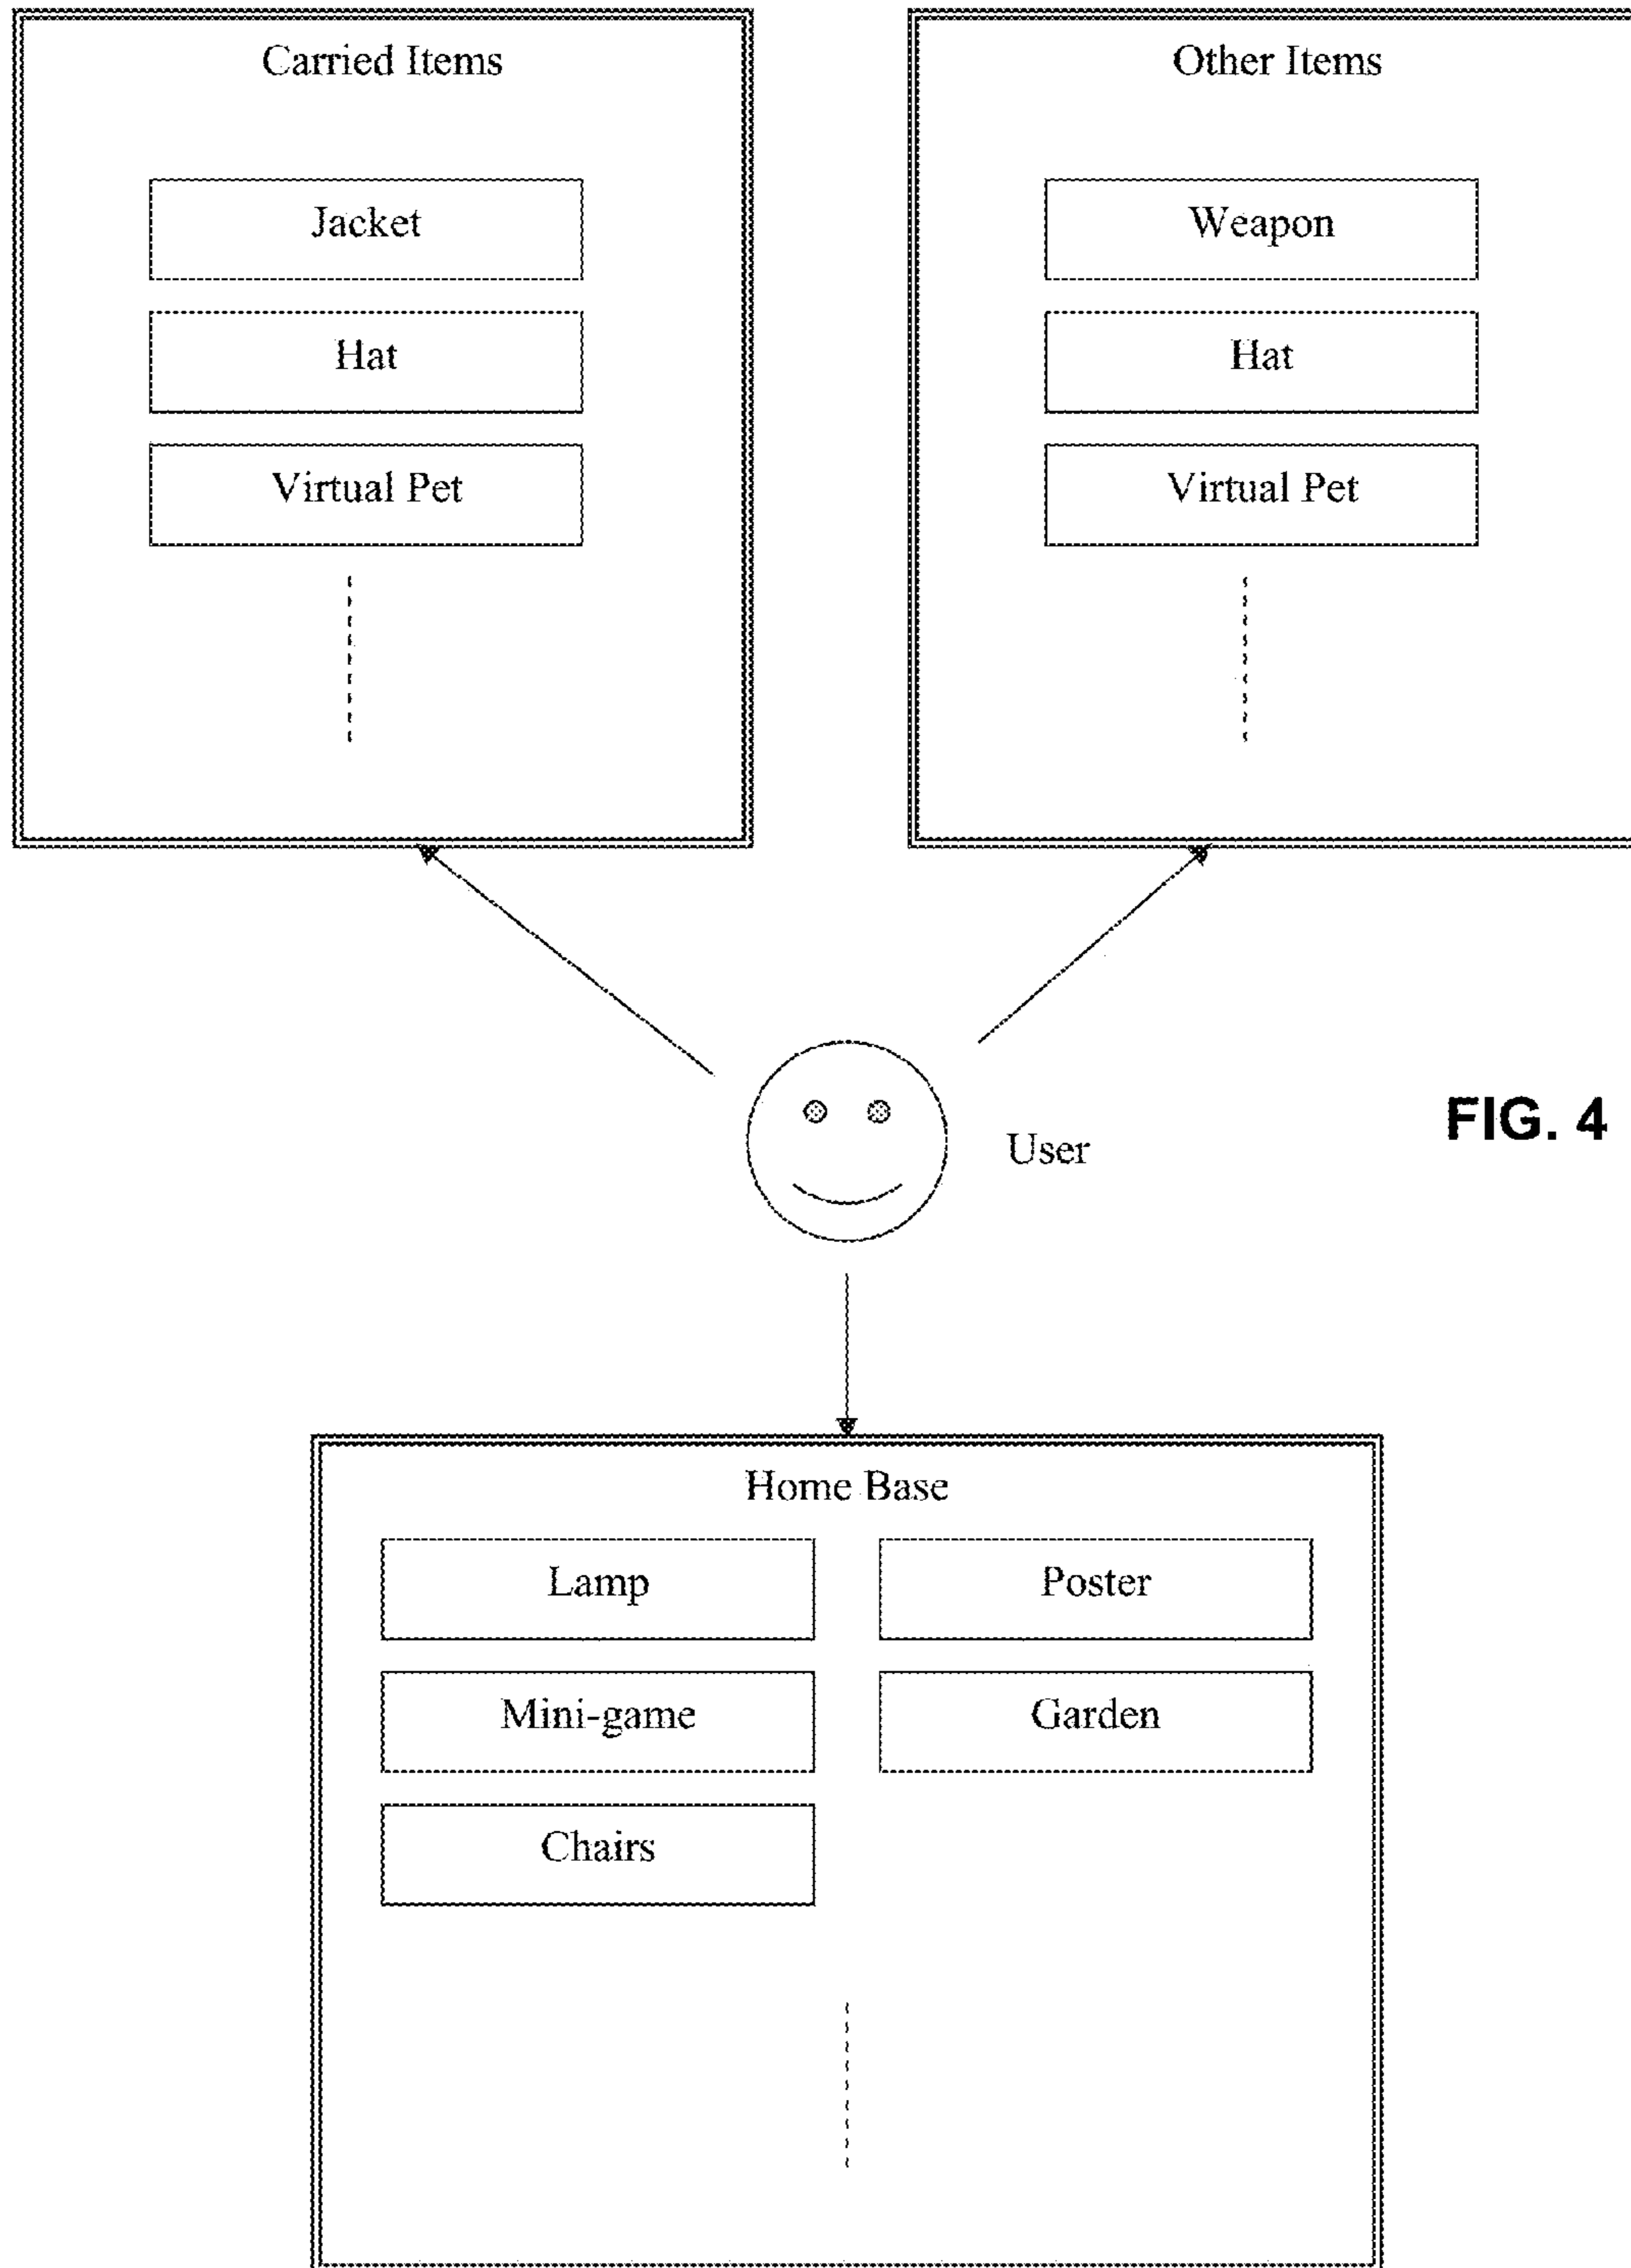 Carried Items
Jacket
Hat
Virtual Pet
Other Items
Weapon
Hat
Virtual Pet
User
FIG. 4
Home Base
Lamp
Poster
Mini-game
Garden
Chairs